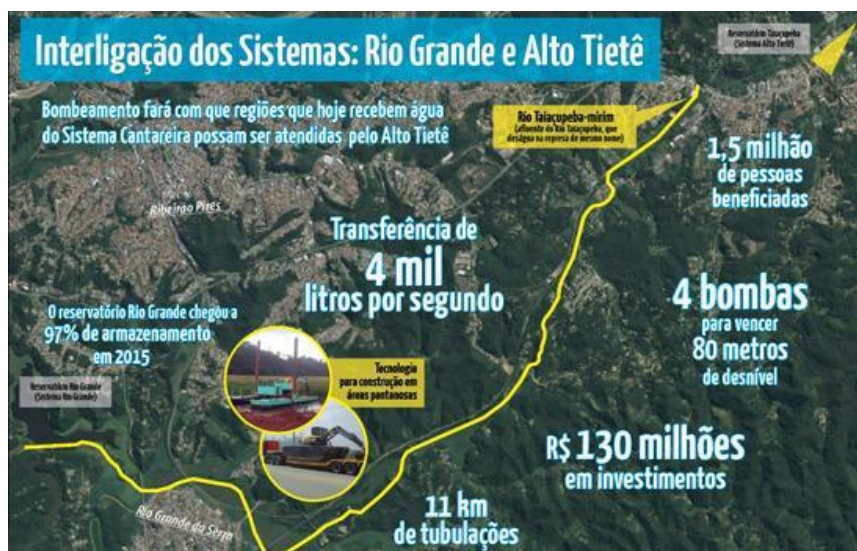 Interligação dos Sistemas: Rio Grande e Alto Tietê
Reservatório Taiaçupeba
(Sistema Alto Tietê)
Bombeamento fará com que regiões que hoje recebem água
do Sistema Cantareira possam ser atendidas pelo Alto Tietê
Rio Taiaçupeba-mirim
(afluente do Rio Taiaçupeba, que
deságua na represa de mesmo nome)
1,5 milhão
de pessoas
beneficiadas
Ribeirão Pires
Transferência de
4 mil
litros por segundo
4 bombas
para vencer
80 metros
de desnível
O reservatório Rio Grande chegou a
97% de armazenamento
em 2015
Tecnologia
para construção em
áreas pantanosas
Reservatório Rio Grande
(Sistema Rio Grande)
R$ 130 milhões
em investimentos
11 km
de tubulações
Rio Grande da Serra